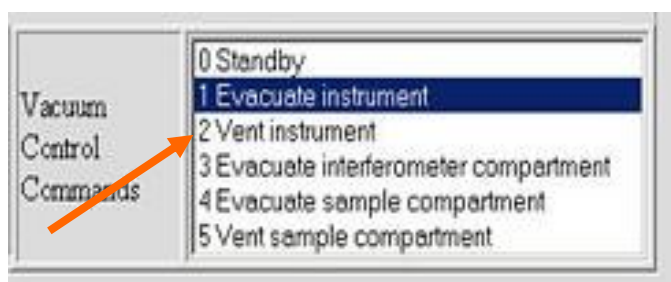 Vacuum
Control
Commands
0 Standby
1 Evacuate instrument
2 Vent instrument
3 Evacuate interferometer compartment
4 Evacuate sample compartment
5 Vent sample compartment